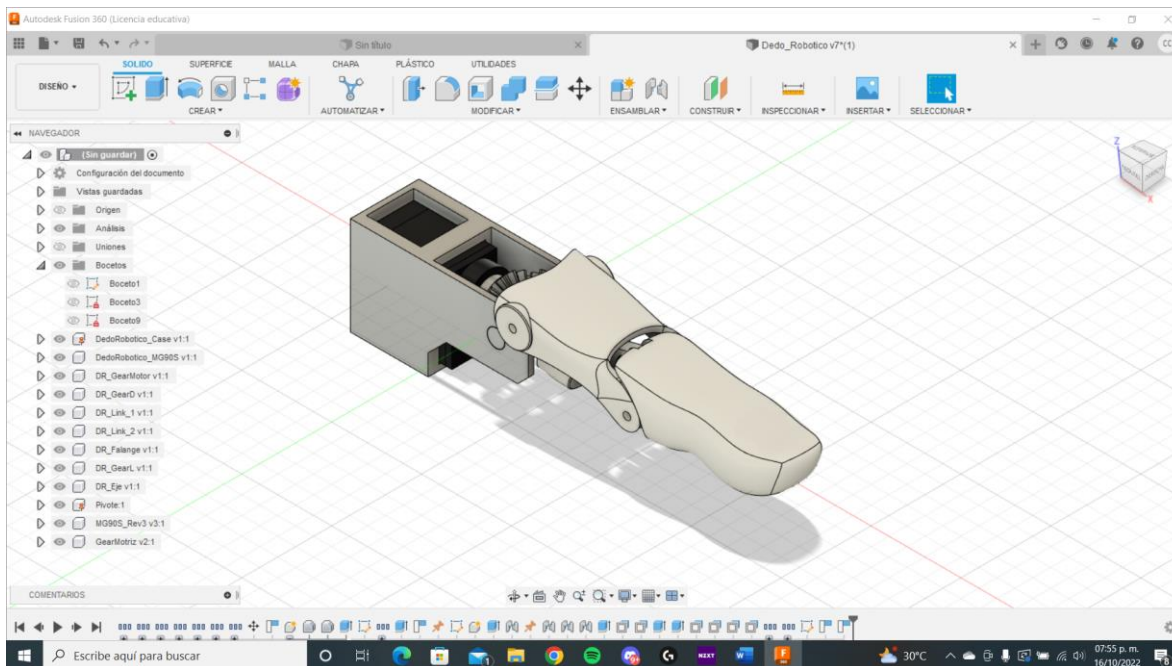 Autodesk Fusion 360 (Licencia educativa)
Sin título
Dedo_Robotico v7*(1)
CC
SOLIDO SUPERFICIE MALLA CHAPA PLÁSTICO UTILIDADES
DISEÑO
CREAR AUTOMATIZAR MODIFICAR ENSAMBLAR CONSTRUIR INSPECCIONAR INSERTAR SELECCIONAR
NAVEGADOR
(Sin guardar)
Configuración del documento
Vistas guardadas
Origen
Análisis
Uniones
Bocetos
Boceto1
Boceto3
Boceto9
DedoRobotico_Case v1:1
DedoRobotico_MG90S v1:1
DR_GearMotor v1:1
DR_GearD v1:1
DR_Link_1 v1:1
DR_Link_2 v1:1
DR_Falange v1:1
DR_GearL v1:1
DR_Eje v1:1
Pivote:1
MG90S_Rev3 v3:1
GearMotriz v2:1
Z
X
COMENTARIOS
Escribe aquí para buscar
NZXT
30°C
07:55 p. m.
16/10/2022